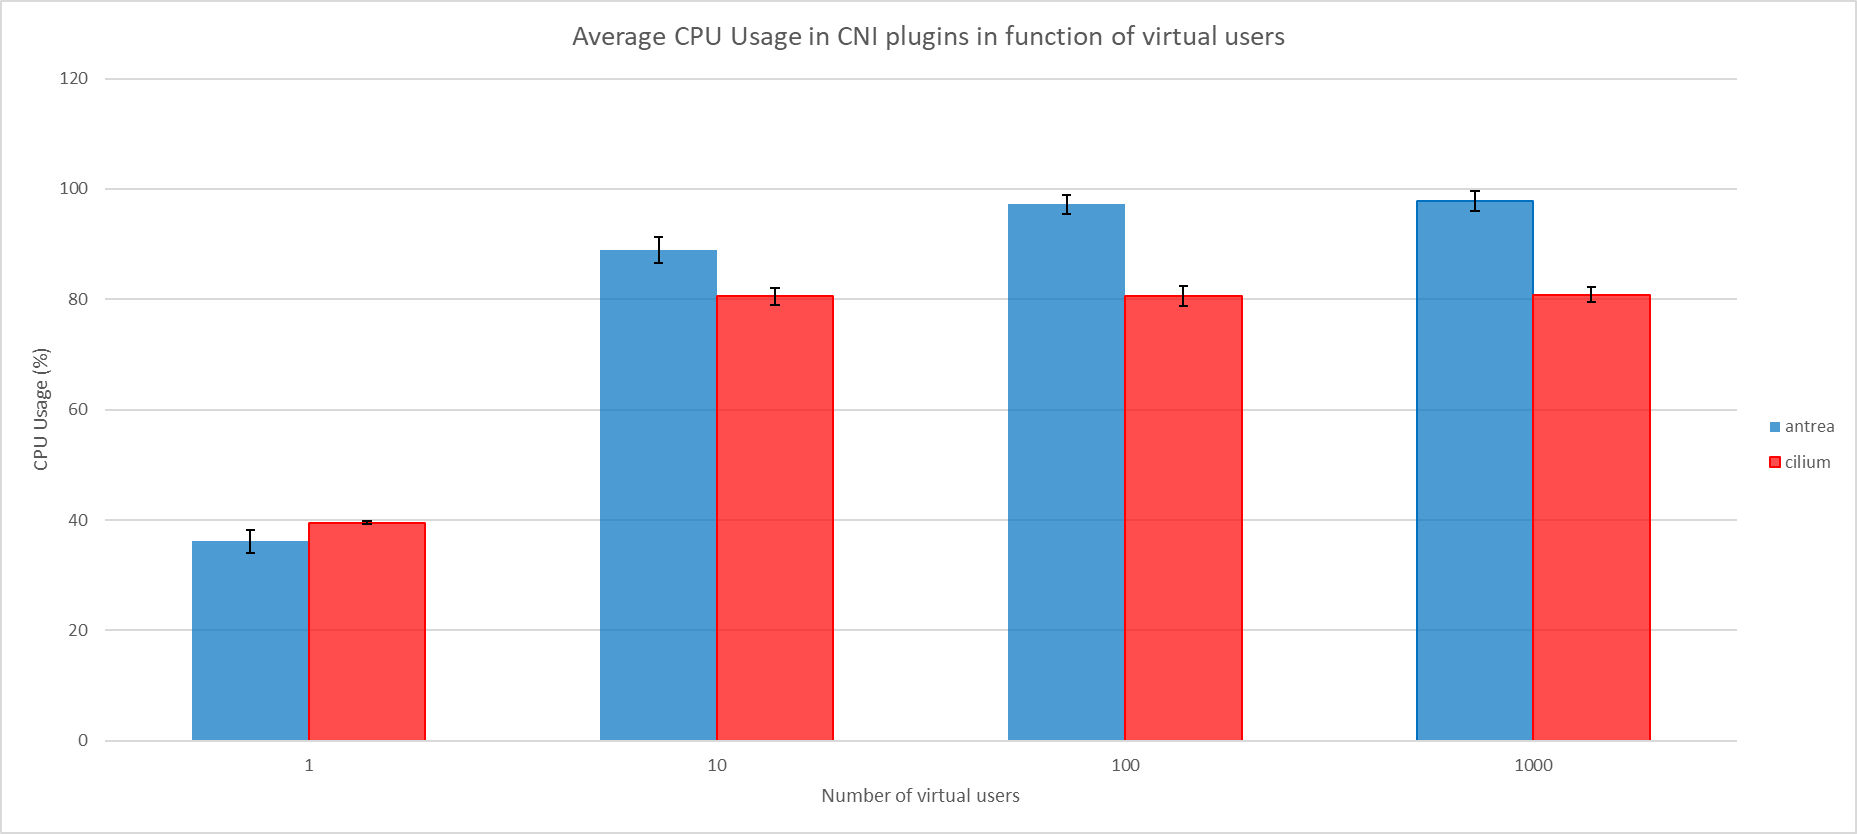 Average CPU Usage in CNI plugins in function of virtual users
120
100
80
60
40
20
0
CPU Usage (%)
1
10
100
1000
Number of virtual users
antrea
cilium